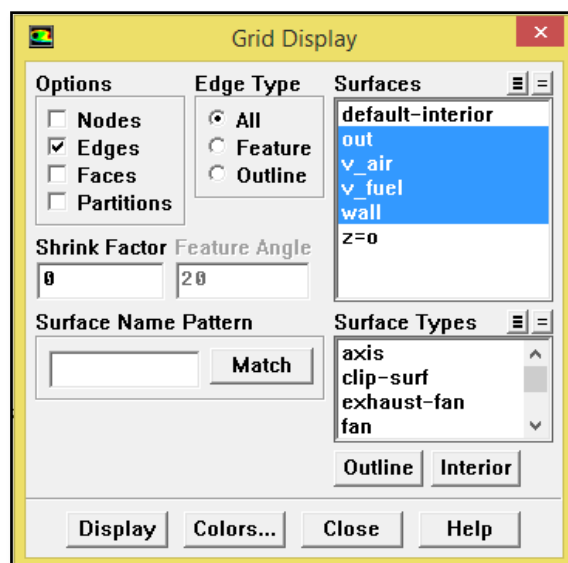 Grid Display
Options
Nodes
Edges
Faces
Partitions
Edge Type
All
Feature
Outline
Surfaces
default-interior
out
v_air
v_fuel
wall
z=o
Shrink Factor
0
Feature Angle
20
Surface Name Pattern
Match
Surface Types
axis
clip-surf
exhaust-fan
fan
Outline
Interior
Display
Colors...
Close
Help